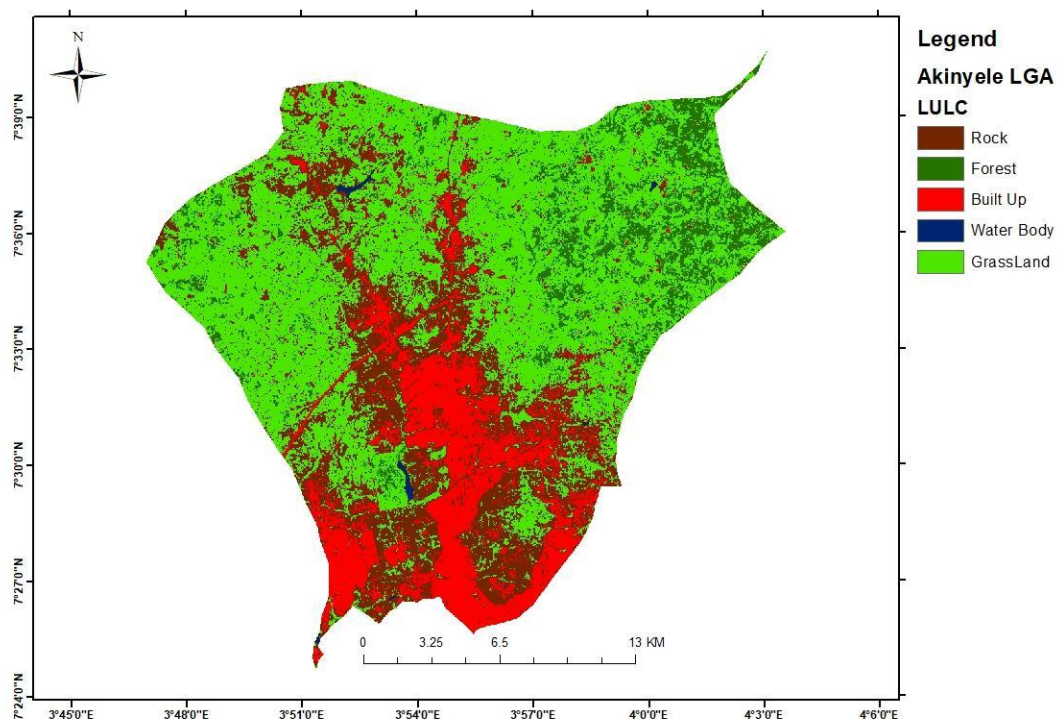 N
Legend
Akinyele LGA
LULC
Rock
Forest
Built Up
Water Body
GrassLand
7°39'0"N
7°36'0"N
7°33'0"N
7°30'0"N
7°27'0"N
7°24'0"N
0 3.25 6.5 13 KM
3°45'0"E 3°48'0"E 3°51'0"E 3°54'0"E 3°57'0"E 4°0'0"E 4°3'0"E 4°6'0"E